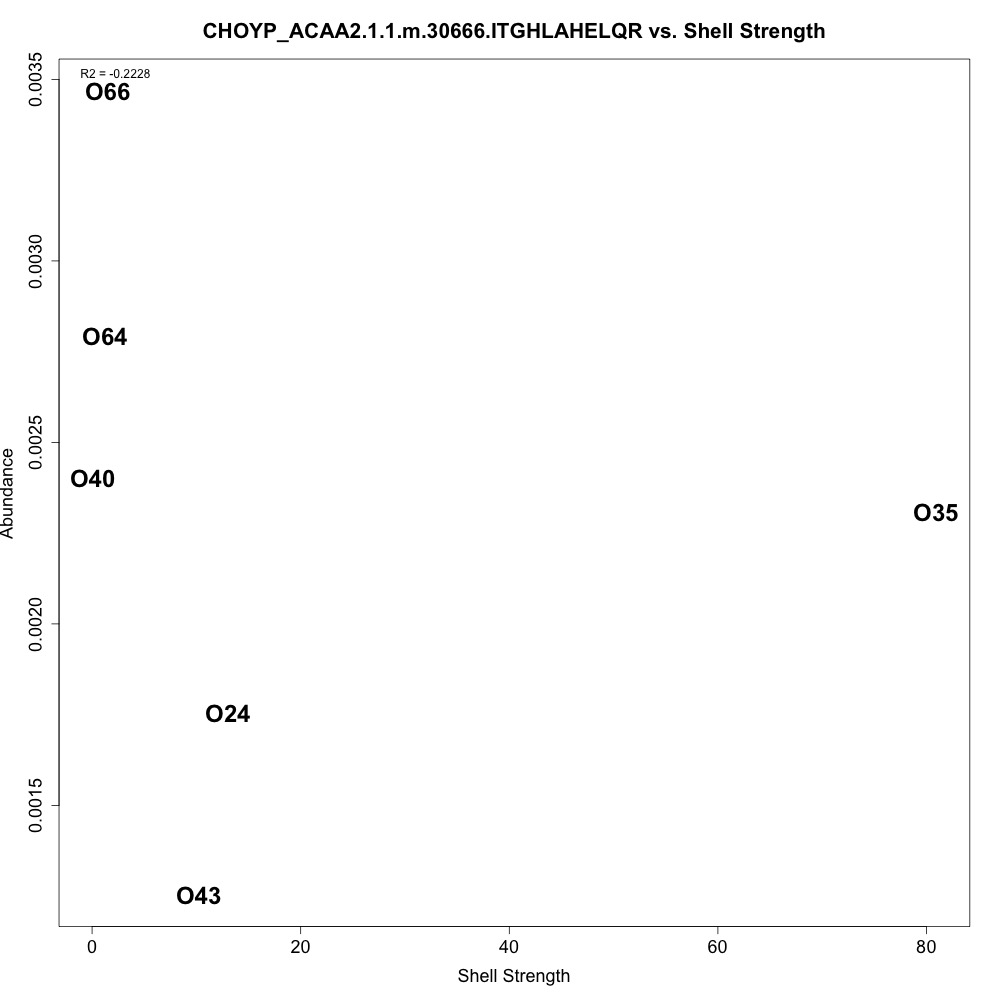 CHOYP_ACAA2.1.1.m.30666.ITGHLAHELQR vs. Shell Strength
R2 = -0.2228
O66
O64
O40
O35
O24
O43
0.0035
0.0030
0.0025
0.0020
0.0015
Abundance
0 20 40 60 80
Shell Strength